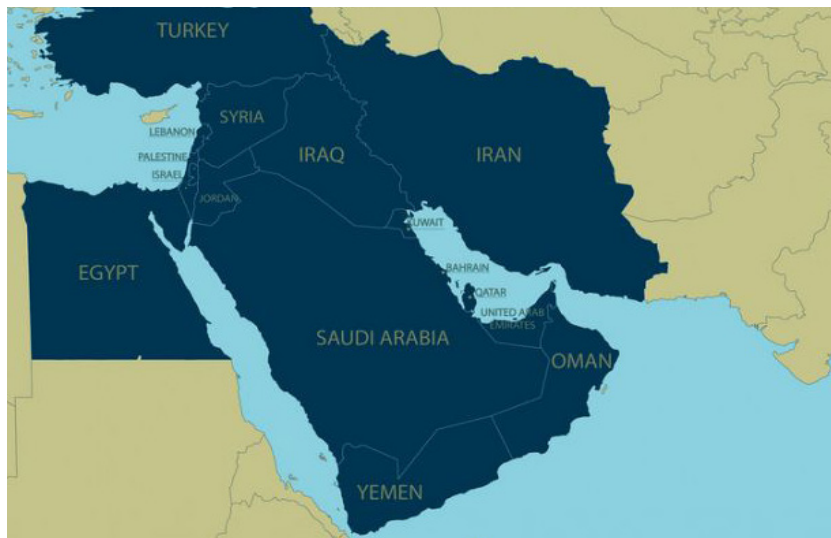 TURKEY
SYRIA
LEBANON
IRAQ
IRAN
PALESTINE
ISRAEL
JORDAN
KUWAIT
EGYPT
BAHRAIN
QATAR
UNITED ARAB
EMIRATES
SAUDI ARABIA
OMAN
YEMEN